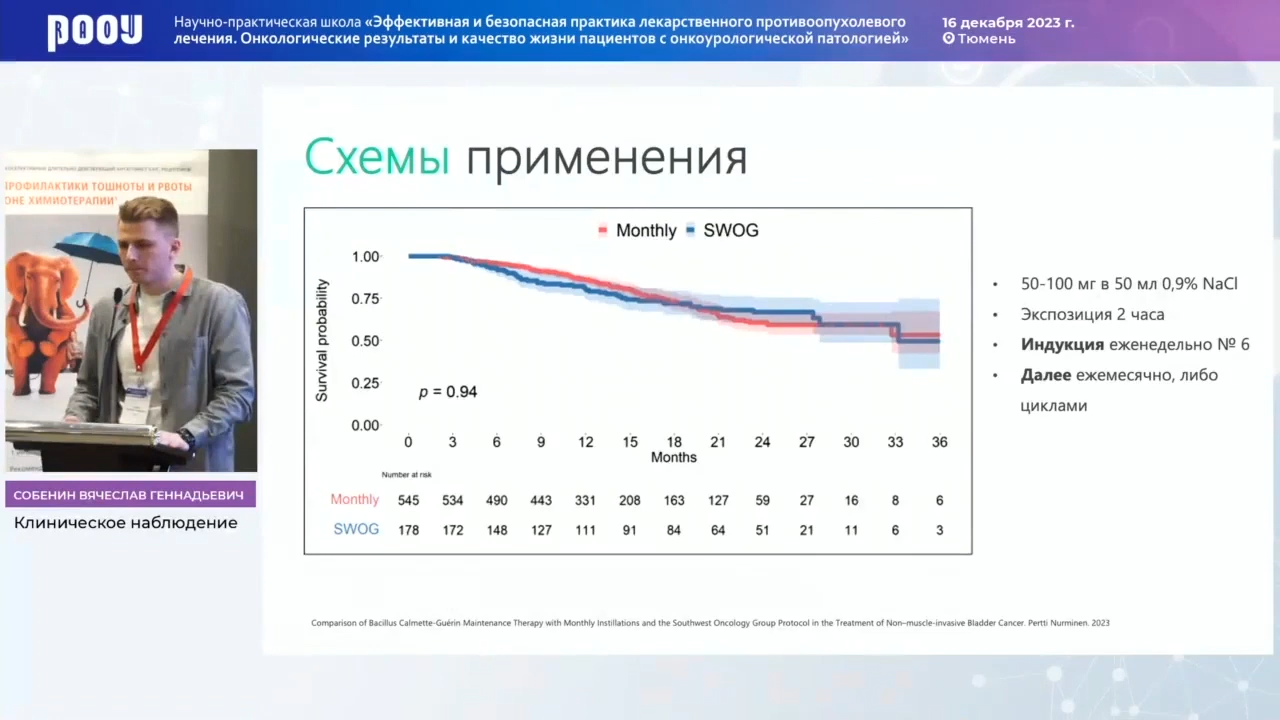 РООУ
Научно-практическая школа «Эффективная и безопасная практика лекарственного противоопухолевого
лечения. Онкологические результаты и качество жизни пациентов с онкоурологической патологией»
16 декабря 2023 г.
Тюмень
ПРОФИЛАКТИКИ ТОШНОТЫ И РВОТЫ
ОНЕ ХИМИОТЕРАПИИ
СОБЕНИН ВЯЧЕСЛАВ ГЕННАДЬЕВИЧ
Клиническое наблюдение
Схемы применения
Monthly SWOG
Survival probability
1.00
0.75
0.50
0.25
0.00
p = 0.94
0 3 6 9 12 15 18 21 24 27 30 33 36
Months
Number at risk
Monthly 545 534 490 443 331 208 163 127 59 27 16 8 6
SWOG 178 172 148 127 111 91 84 64 51 21 11 6 3
• 50-100 мг в 50 мл 0,9% NaCl
• Экспозиция 2 часа
• Индукция еженедельно № 6
• Далее ежемесячно, либо
циклами
Comparison of Bacillus Calmette-Guérin Maintenance Therapy with Monthly Instillations and the Southwest Oncology Group Protocol in the Treatment of Non–muscle-invasive Bladder Cancer. Pertti Nurminen. 2023